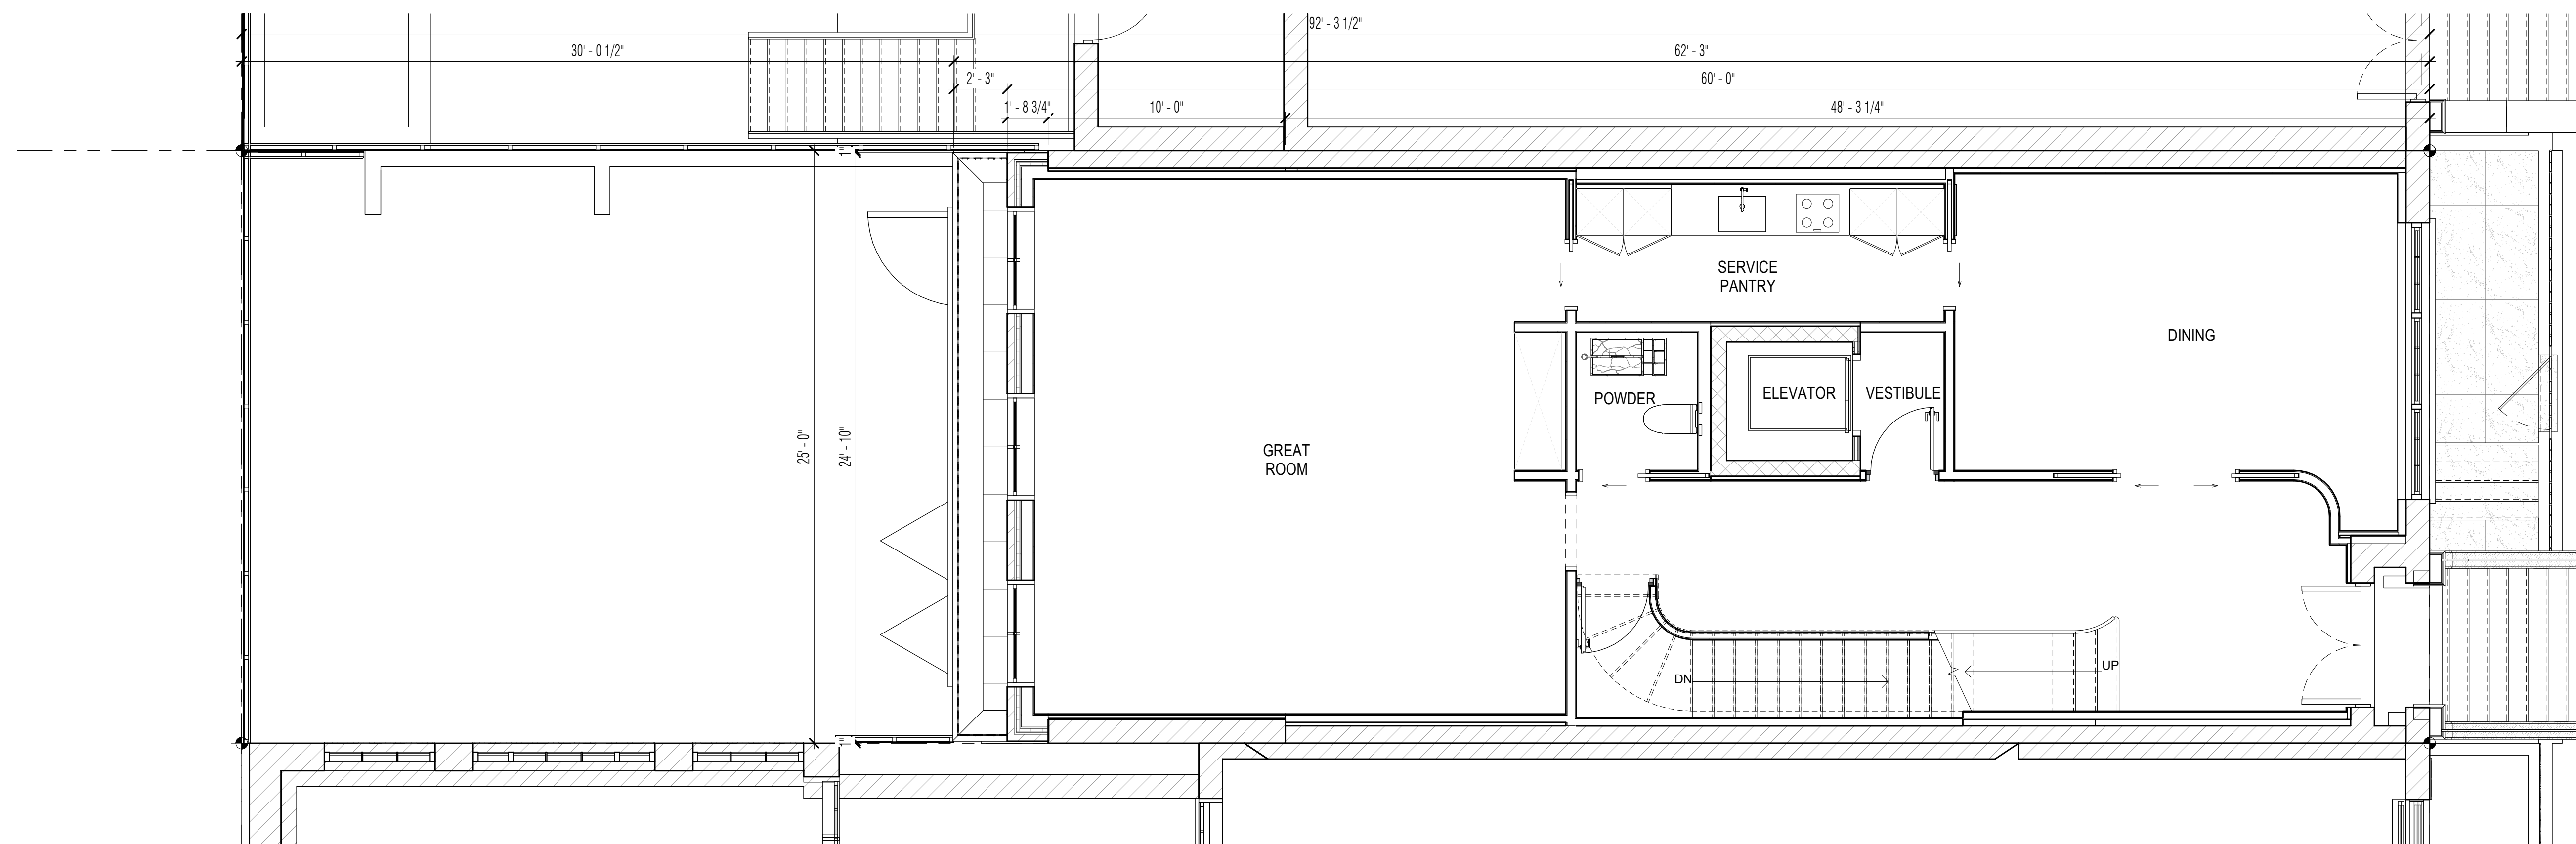 92' - 3 1/2"
30' - 0 1/2"
62' - 3"
2' - 3"
60' - 0"
1' - 8 3/4"
10' - 0"
48' - 3 1/4"
SERVICE
PANTRY
DINING
POWDER
ELEVATOR
VESTIBULE
25' - 0"
24' - 10"
GREAT
ROOM
DN
UP